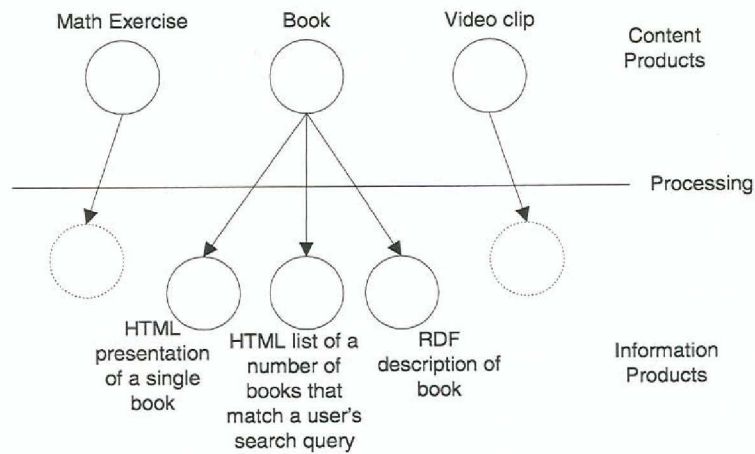 Math Exercise
Book
Video clip
Content
Products
Processing
HTML
presentation
of a single
book
HTML list of a
number of
books that
match a user's
search query
RDF
description of
book
Information
Products